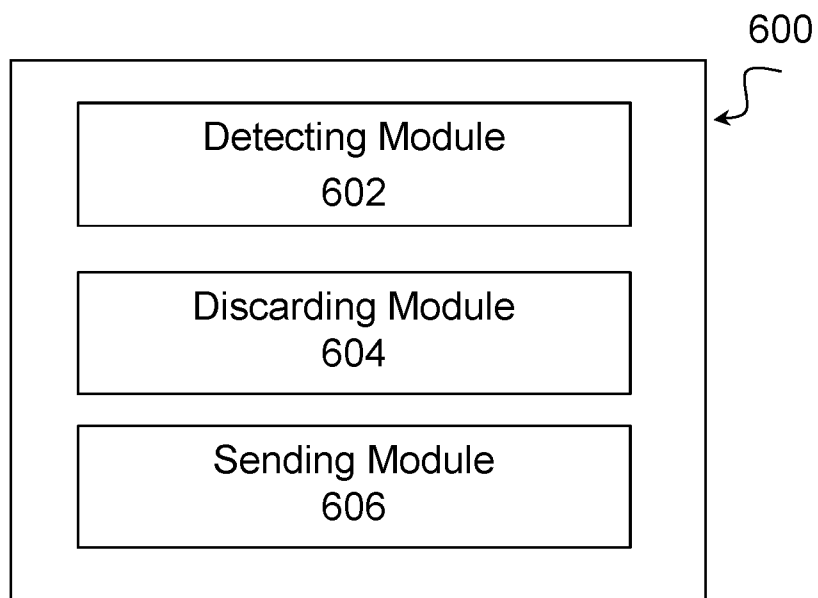 600
Detecting Module
602
Discarding Module
604
Sending Module
606